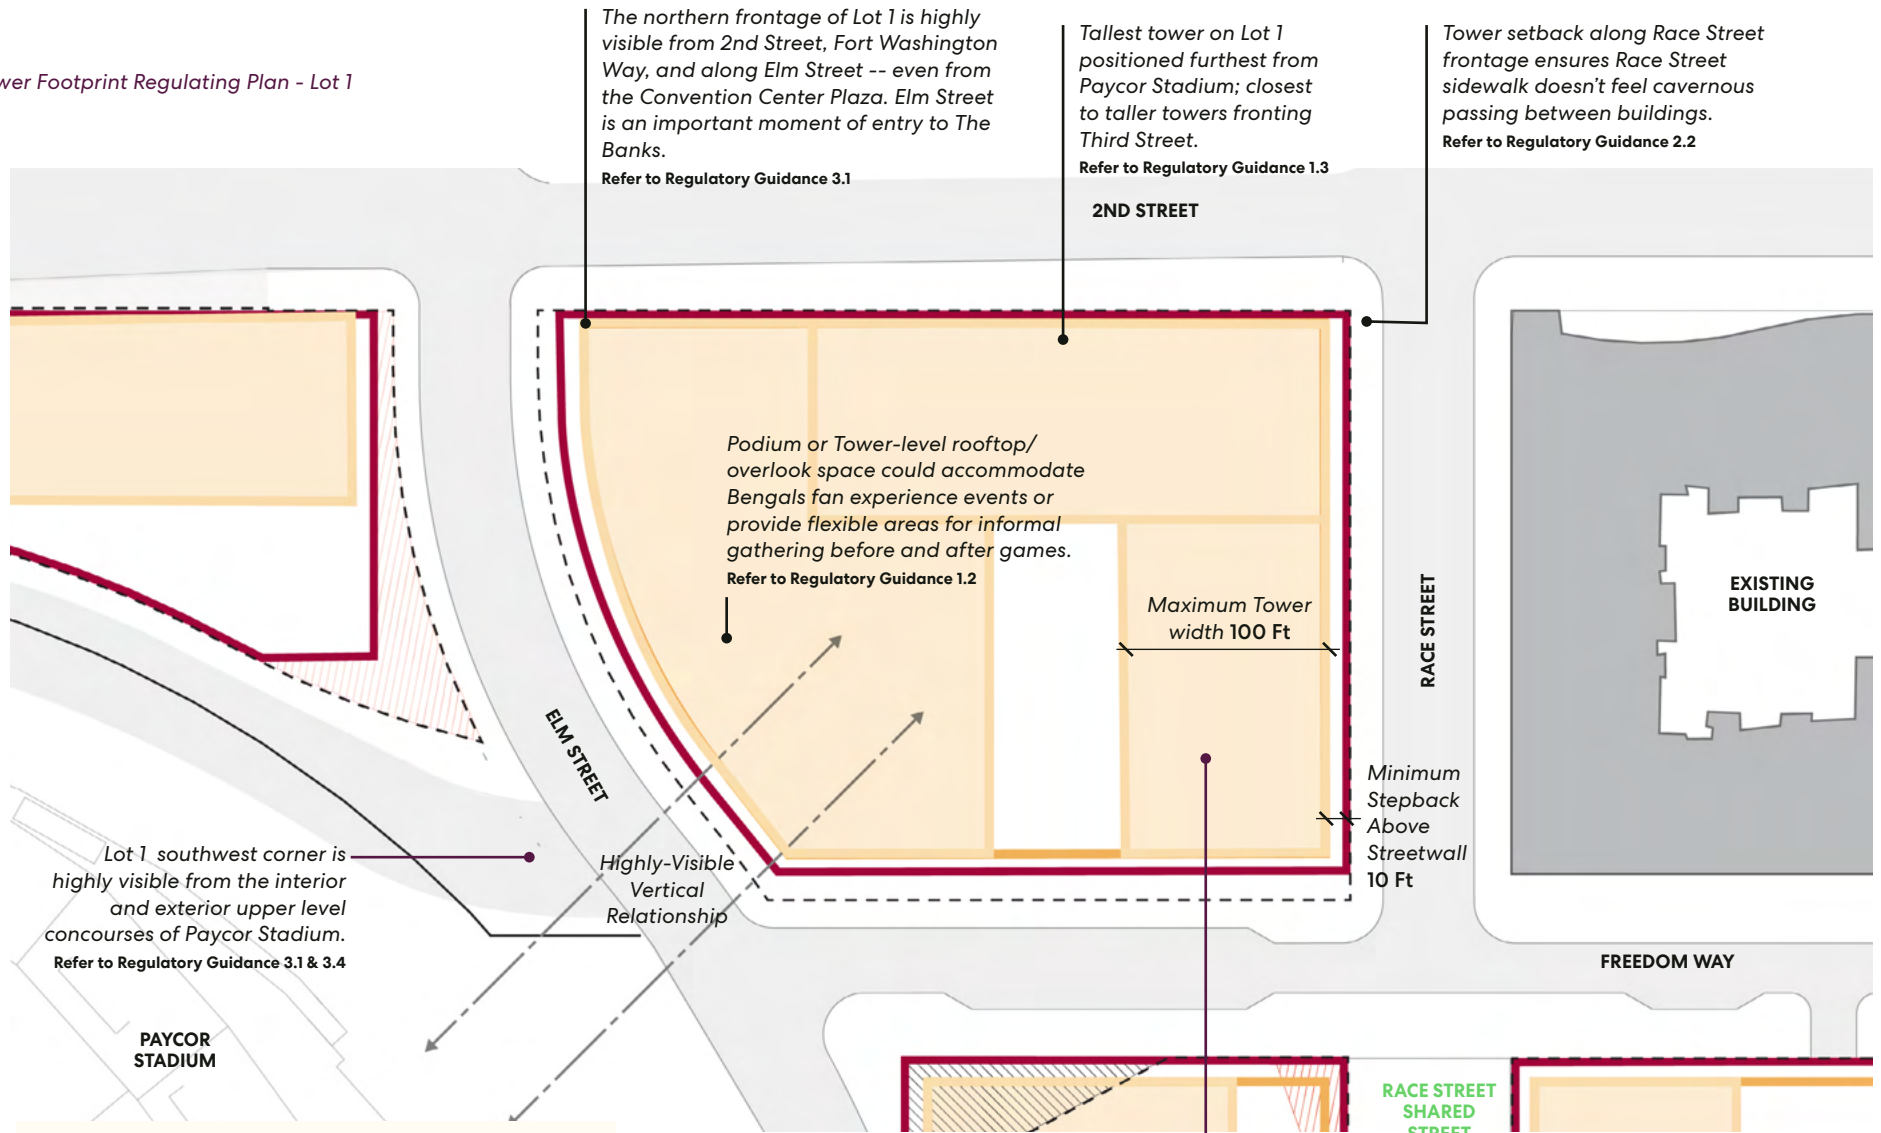 wer Footprint Regulating Plan - Lot 1
The northern frontage of Lot 1 is highly
visible from 2nd Street, Fort Washington
Way, and along Elm Street -- even from
the Convention Center Plaza. Elm Street
is an important moment of entry to The
Banks.
Refer to Regulatory Guidance 3.1
Tallest tower on Lot 1
positioned furthest from
Paycor Stadium; closest
to taller towers fronting
Third Street.
Refer to Regulatory Guidance 1.3
Tower setback along Race Street
frontage ensures Race Street
sidewalk doesn't feel cavernous
passing between buildings.
Refer to Regulatory Guidance 2.2
2ND STREET
Podium or Tower-level rooftop/
overlook space could accommodate
Bengals fan experience events or
provide flexible areas for informal
gathering before and after games.
Refer to Regulatory Guidance 1.2
Maximum Tower
width 100 Ft
RACE STREET
EXISTING
BUILDING
ELM STREET
Minimum
Stepback
Above
Streetwall
10 Ft
Lot 1 southwest corner is
highly visible from the interior
and exterior upper level
concourses of Paycor Stadium.
Refer to Regulatory Guidance 3.1 & 3.4
Highly-Visible
Vertical
Relationship
FREEDOM WAY
PAYCOR
STADIUM
RACE STREET
SHARED
STREET